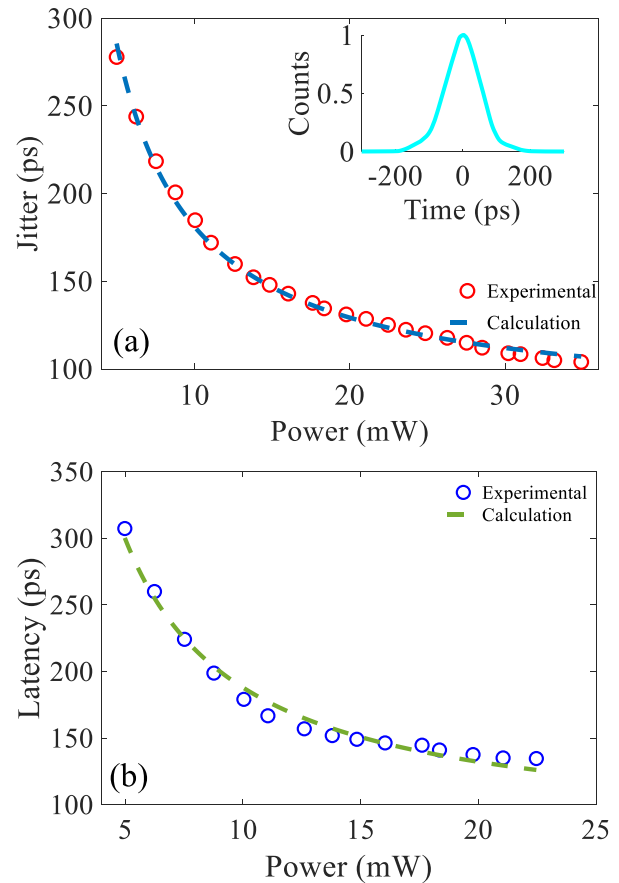 300
250
200
150
100
Jitter (ps)
10
20
30
Power (mW)
(a)
Experimental
Calculation
1
0.5
0
Counts
-200
0
200
Time (ps)
350
300
250
200
150
100
Latency (ps)
5
10
15
20
25
Power (mW)
(b)
Experimental
Calculation